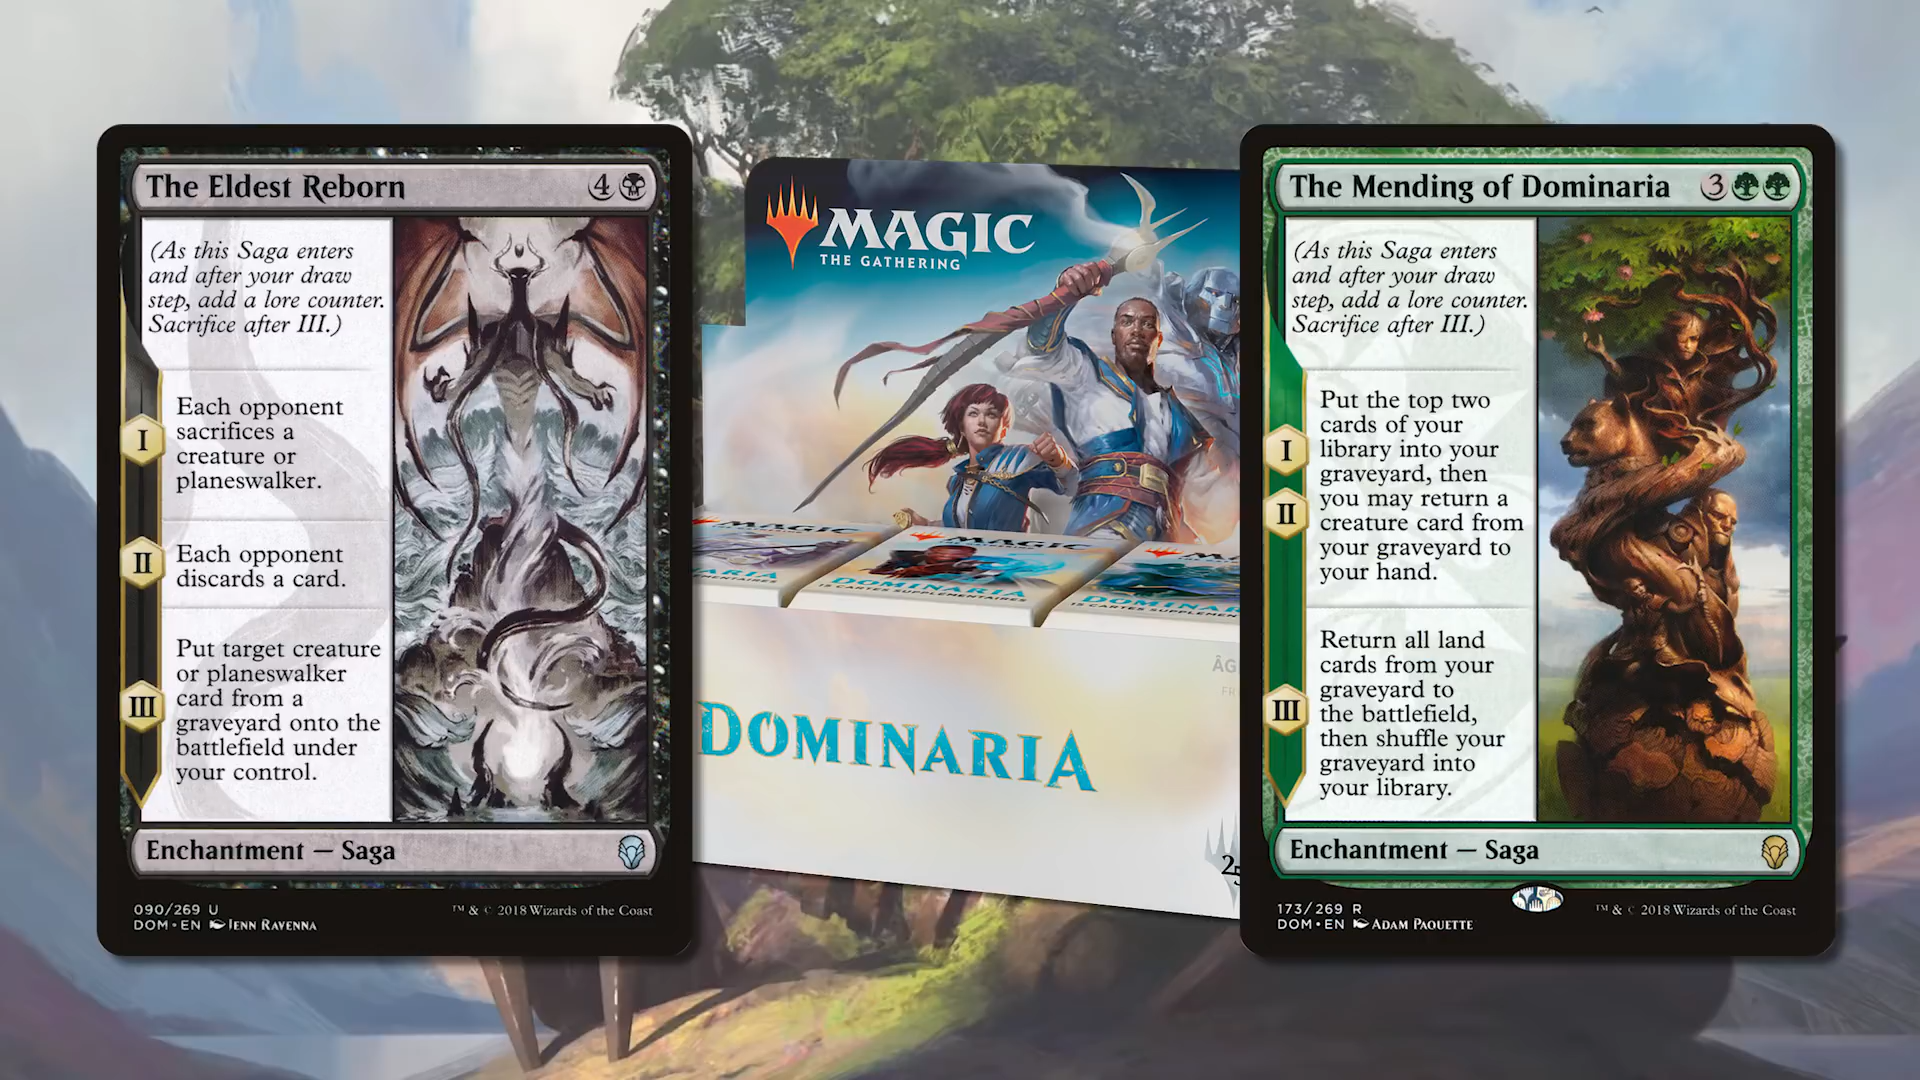 The Eldest Reborn
4
(As this Saga enters
and after your draw
step, add a lore counter.
Sacrifice after III.)
I
Each opponent
sacrifices a
creature or
planeswalker.
II
Each opponent
discards a card.
III
Put target creature
or planeswalker
card from a
graveyard onto the
battlefield under
your control.
Enchantment — Saga
090/269 U
DOM • EN JENN RAVENNA
™ & © 2018 Wizards of the Coast
MAGIC
THE GATHERING
MAGIC
DOMINARIA
15 CARTES SUPPLÉMENTAIRES
DOMINARIA
The Mending of Dominaria
3
(As this Saga enters
and after your draw
step, add a lore counter.
Sacrifice after III.)
I
II
Put the top two
cards of your
library into your
graveyard, then
you may return a
creature card from
your graveyard to
your hand.
III
Return all land
cards from your
graveyard to
the battlefield,
then shuffle your
graveyard into
your library.
Enchantment — Saga
173/269 R
DOM • EN ADAM PAQUETTE
™ & © 2018 Wizards of the Coast